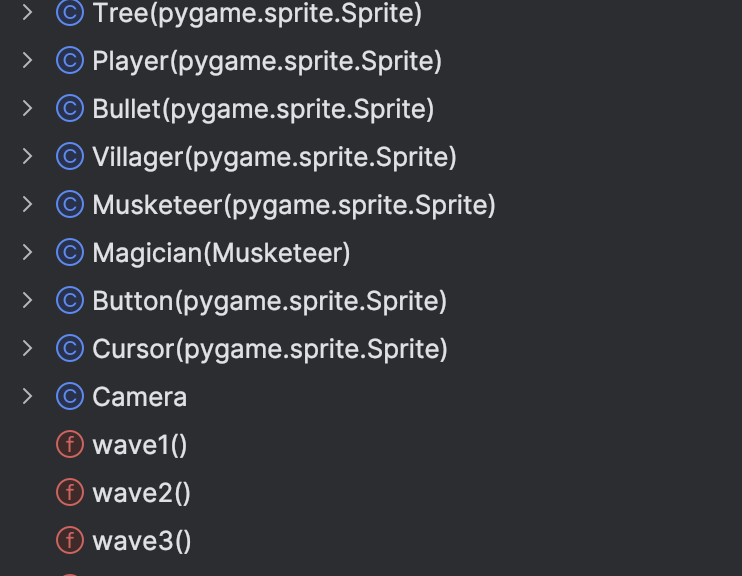 Tree(pygame.sprite.Sprite)
Player(pygame.sprite.Sprite)
Bullet(pygame.sprite.Sprite)
Villager(pygame.sprite.Sprite)
Musketeer(pygame.sprite.Sprite)
Magician(Musketeer)
Button(pygame.sprite.Sprite)
Cursor(pygame.sprite.Sprite)
Camera
wave1()
wave2()
wave3()